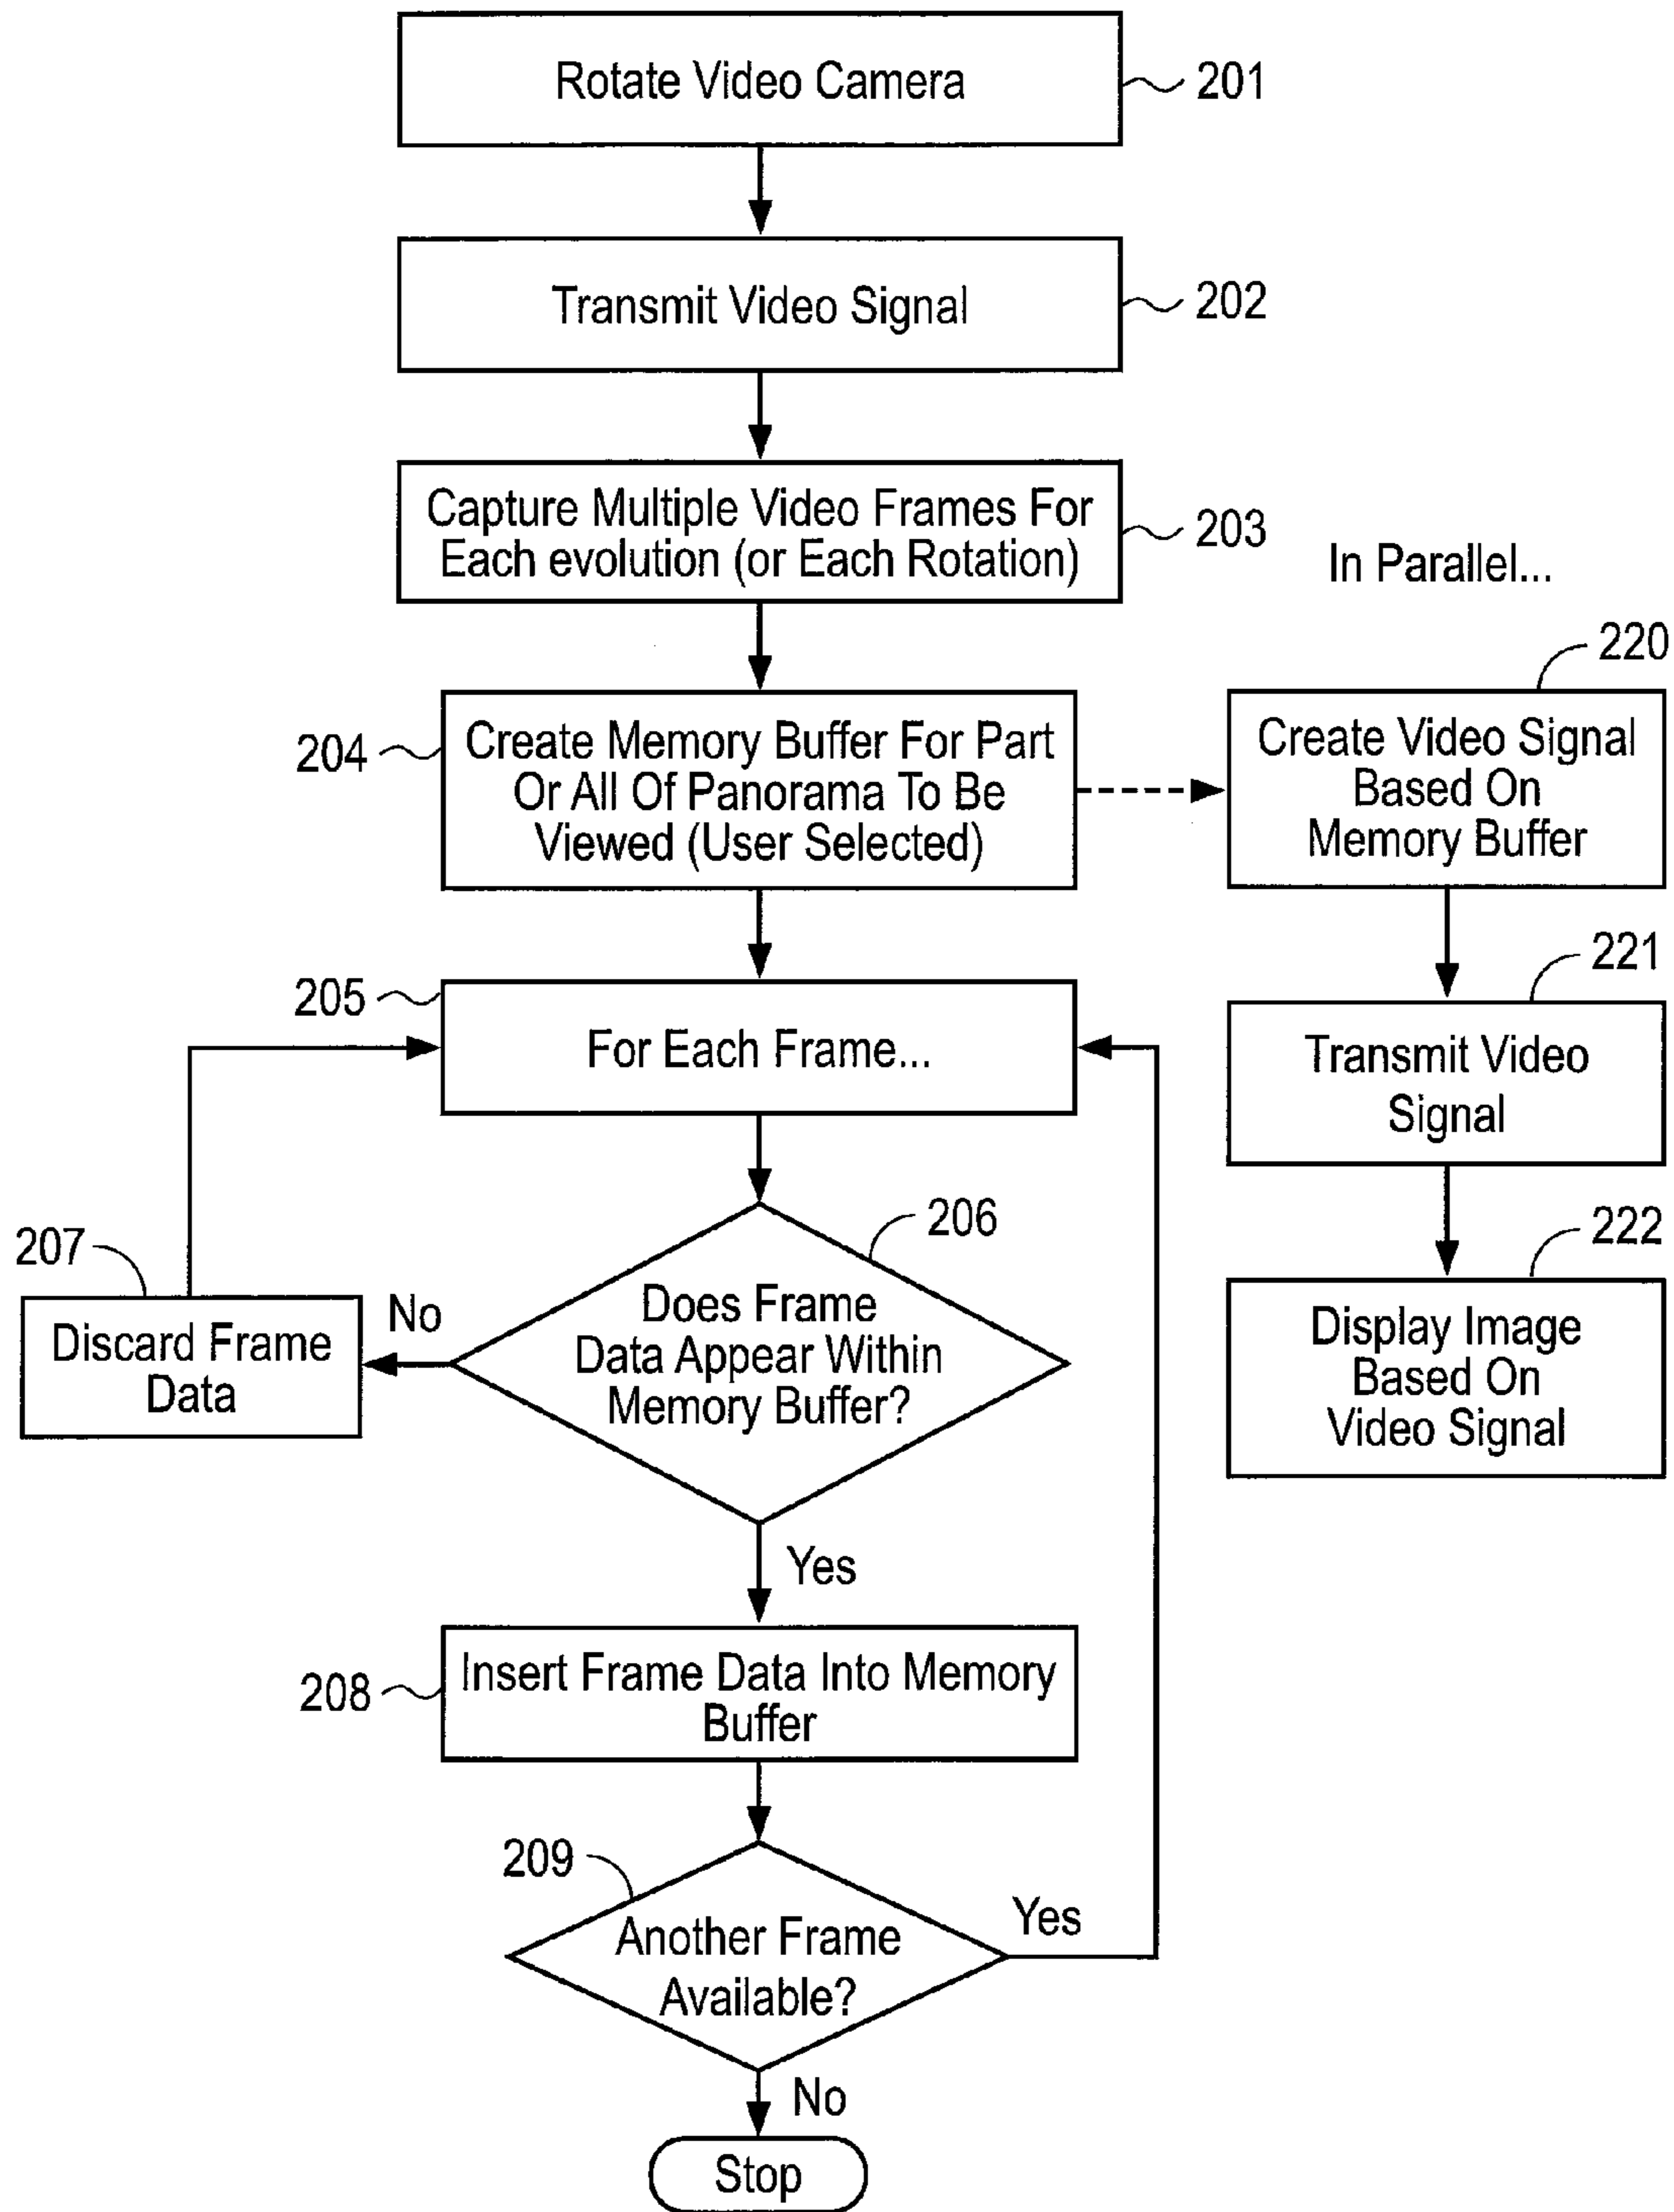 Rotate Video Camera
201
Transmit Video Signal
202
Capture Multiple Video Frames For
Each evolution (or Each Rotation)
203
In Parallel...
204
Create Memory Buffer For Part
Or All Of Panorama To Be
Viewed (User Selected)
220
Create Video Signal
Based On
Memory Buffer
205
For Each Frame...
221
Transmit Video
Signal
206
Does Frame
Data Appear Within
Memory Buffer?
207
No
Discard Frame
Data
222
Display Image
Based On
Video Signal
Yes
208
Insert Frame Data Into Memory
Buffer
209
Another Frame
Available?
Yes
No
Stop